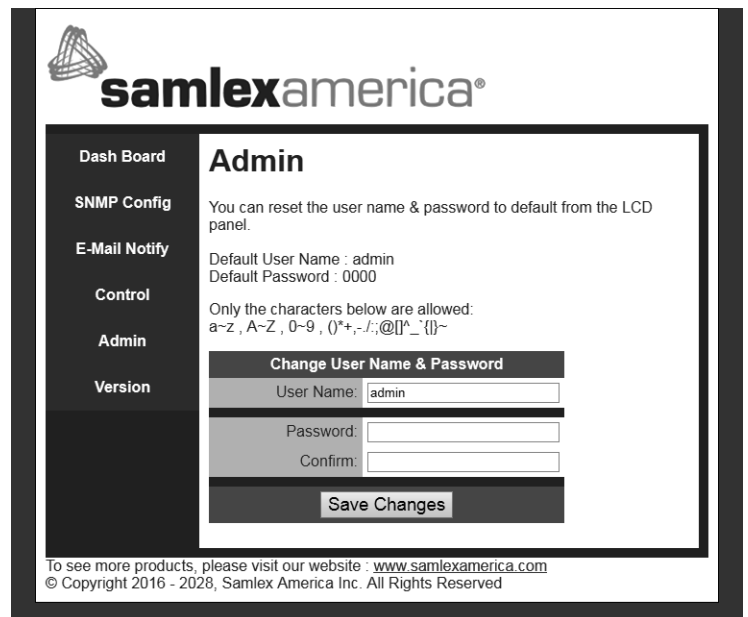 samlexamerica®
Dash Board
SNMP Config
E-Mail Notify
Control
Admin
Version
Admin
You can reset the user name & password to default from the LCD
panel.
Default User Name : admin
Default Password : 0000
Only the characters below are allowed:
a~z , A~Z , 0~9 , ()*+,-./:;@[]^_`{|}~
Change User Name & Password
User Name: admin
Password:
Confirm:
Save Changes
To see more products, please visit our website : www.samlexamerica.com
© Copyright 2016 - 2028, Samlex America Inc. All Rights Reserved